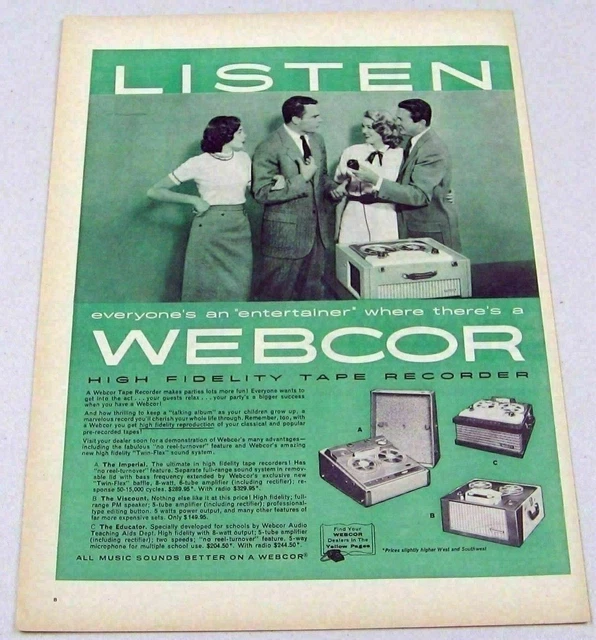 LISTEN
everyone's an "entertainer" where there's a
WEBCOR
HIGH FIDELITY TAPE RECORDER
A Webcor Tape Recorder makes parties lots more fun! Everyone wants to
get into the act . . . your guests relax . . . your party's a bigger success
when you have a Webcor!
And how thrilling to keep a "talking album" as your children grow up, a
marvelous record you'll cherish your whole life through. Remember, too, with
a Webcor you get high fidelity reproduction of your classical and popular
pre-recorded tapes!
Visit your dealer soon for a demonstration of Webcor's many advantages—
including the fabulous "no reel-turnover" feature and Webcor's amazing
new high fidelity "Twin-Flex" sound system.
A. The Imperial. The ultimate in high fidelity tape recorders! Has
"no reel-turnover" feature. Separate full-range sound system in remov-
able lid with bass frequency extended by Webcor's exclusive new
"Twin-Flex" baffle. 8-watt, 8-tube amplifier (including rectifier); re-
sponse 50-15,000 cycles. $289.95*. With radio $329.95*.
B. The Viscount. Nothing else like it at this price! High fidelity; full-
range PM speaker; 5-tube amplifier (including rectifier); professional-
type editing button. 5 watts power output, and many other features of
far more expensive sets. Only $149.95.
C. The Educator. Specially developed for schools by Webcor Audio
Teaching Aids Dept. High fidelity with 8-watt output; 5-tube amplifier
(including rectifier); two speeds; "no reel-turnover" feature. 5-way
microphone for multiple school use. $204.50*. With radio $244.50*.
ALL MUSIC SOUNDS BETTER ON A WEBCOR®
A
C
B
Find Your
WEBCOR
Dealers in The
Yellow Pages
*Prices slightly higher West and Southwest
8